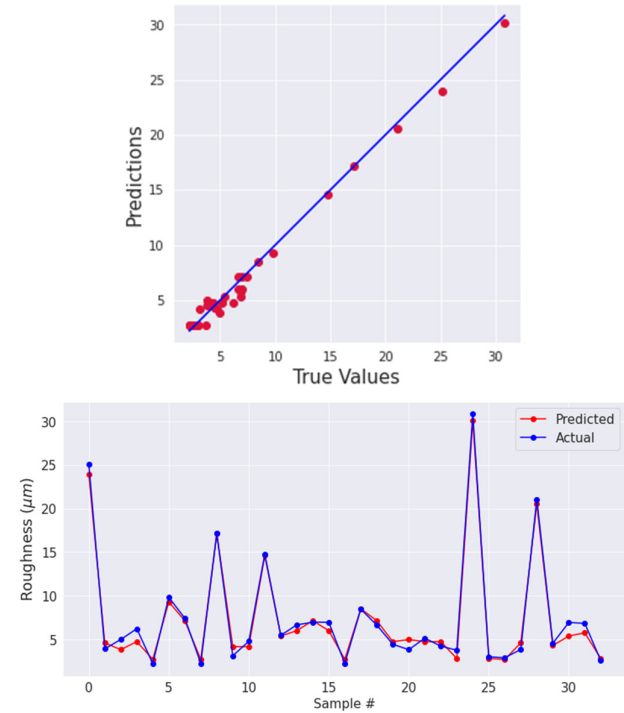 30
25
20
15
10
5
Predictions
5 10 15 20 25 30
True Values
30
25
20
15
10
5
Roughness (μm)
Predicted
Actual
0 5 10 15 20 25 30
Sample #